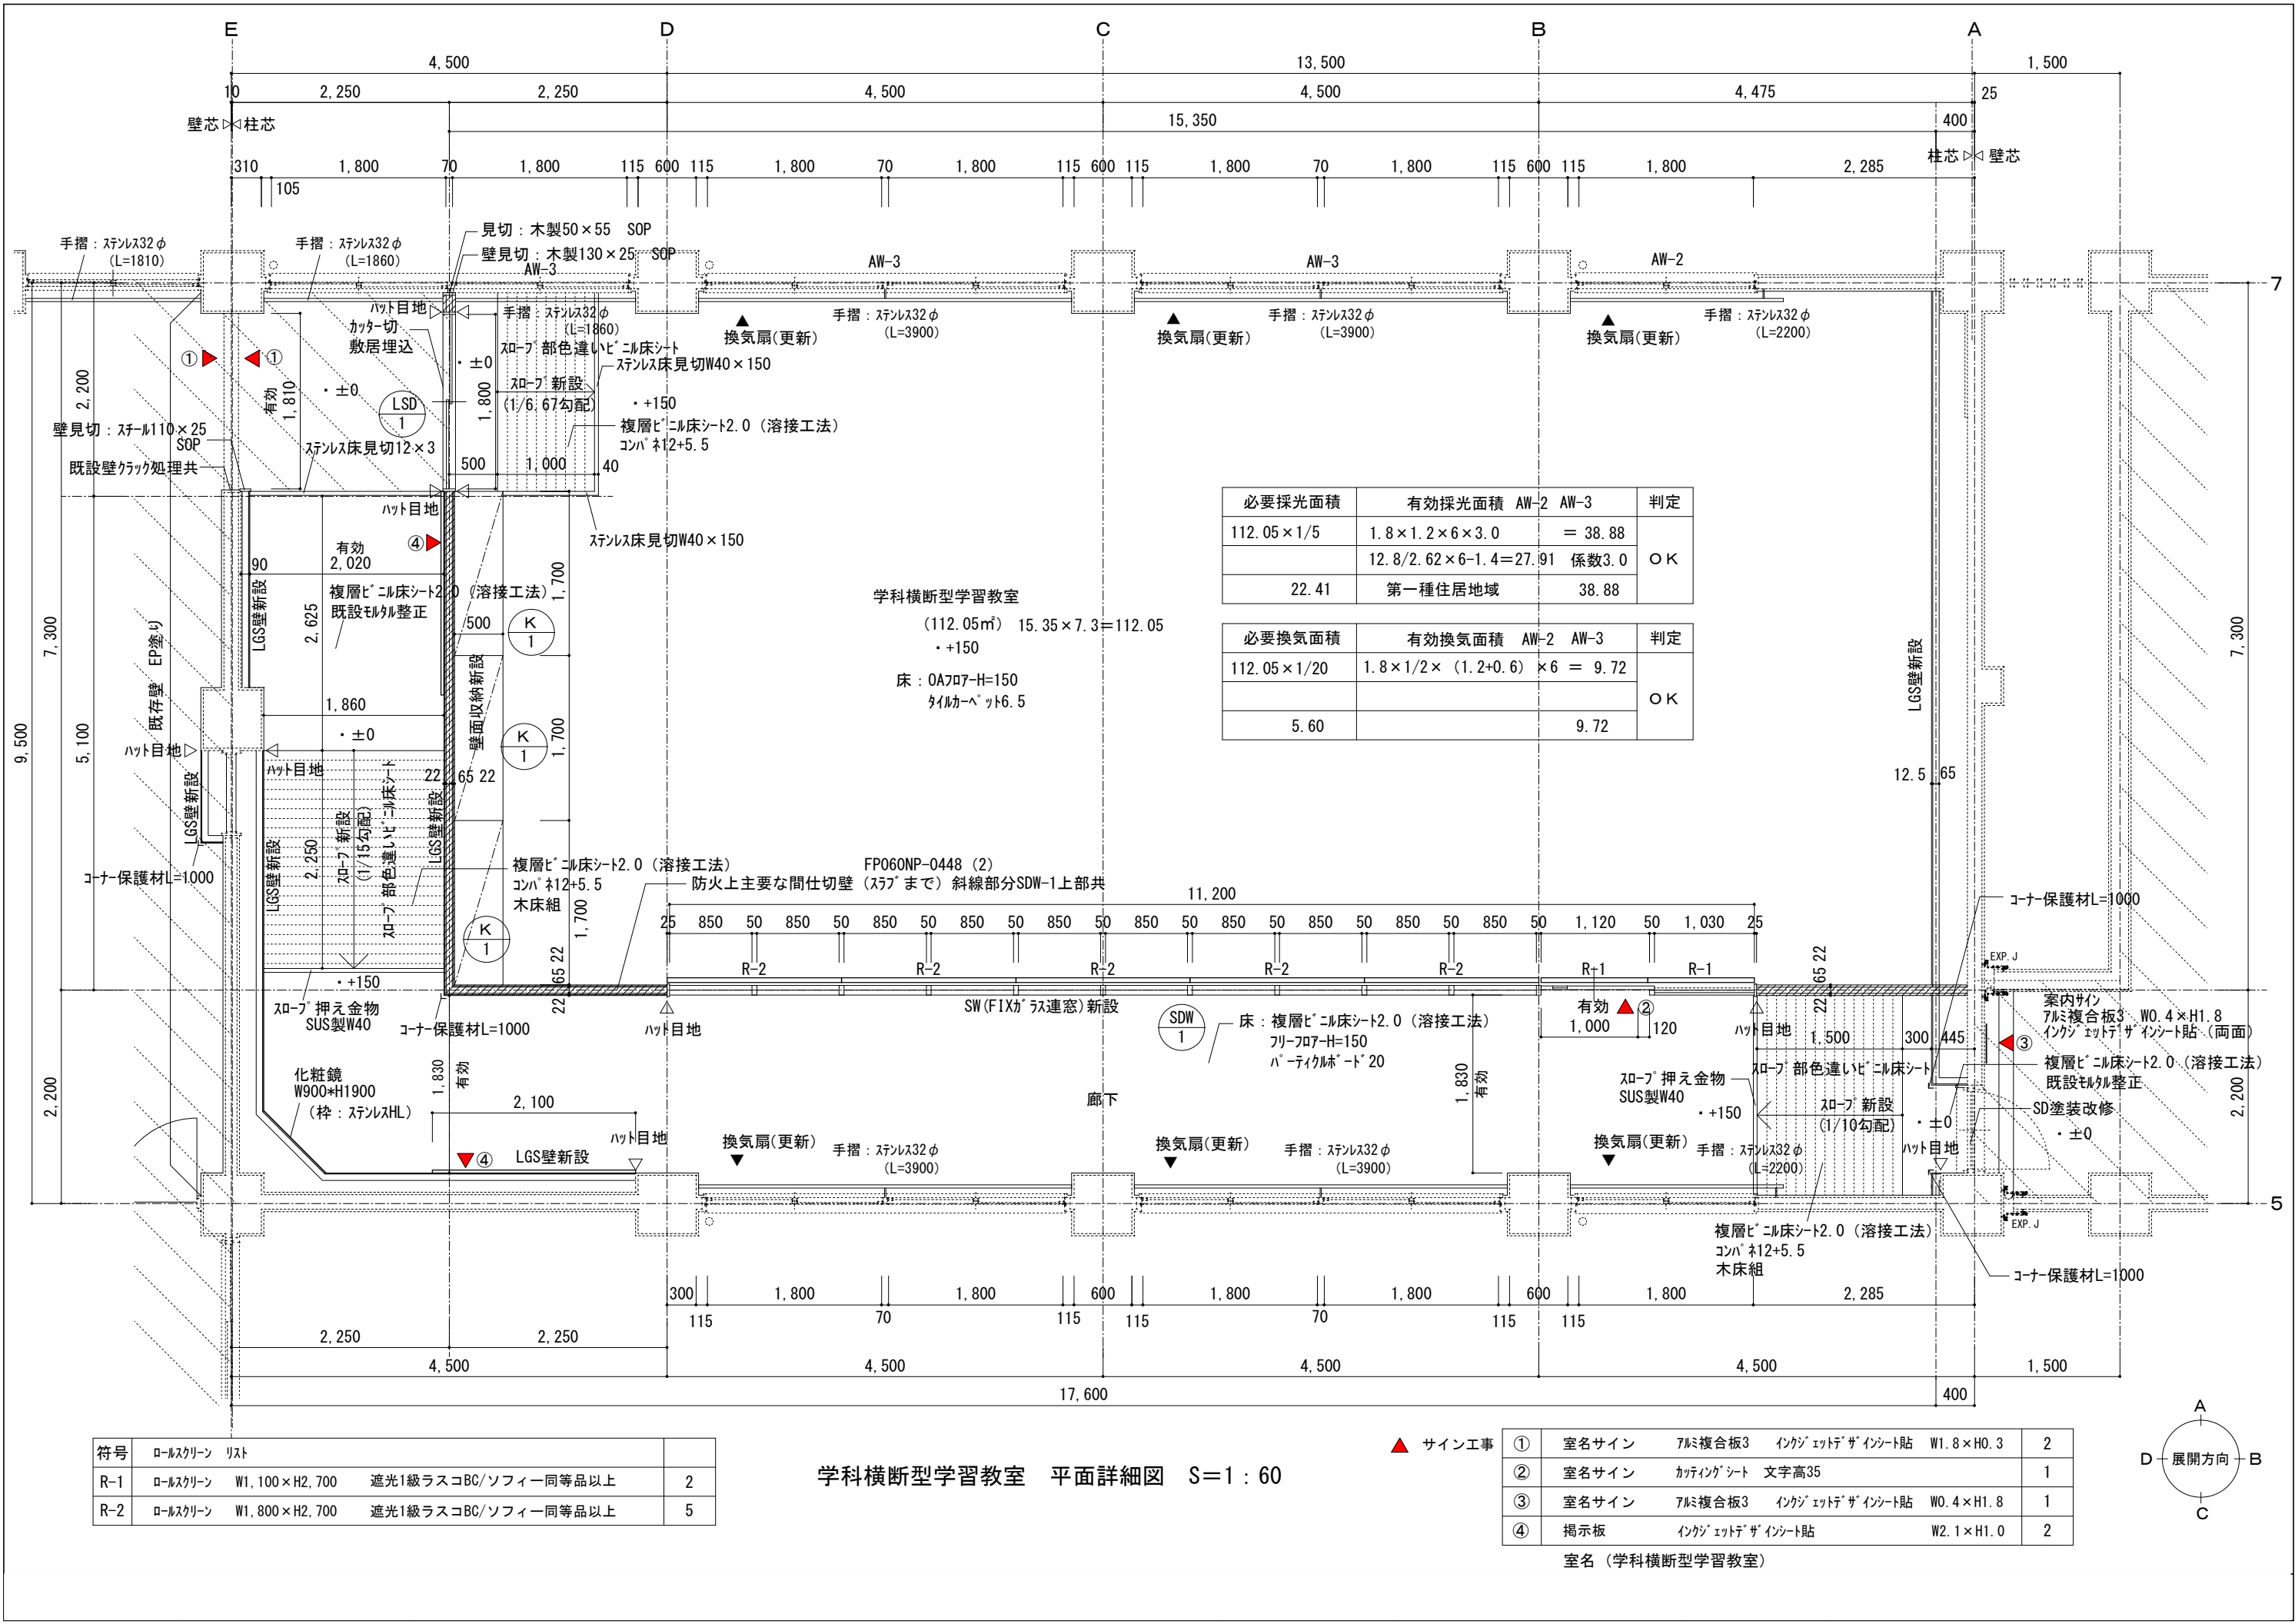 E D C B A
4,500 13,500 1,500
10 2,250 2,250 4,500 4,500 4,475 25
壁芯 柱芯
15,350 400
柱芯 壁芯
310 1,800 70 1,800 115 600 115 1,800 70 1,800 115 600 115 1,800 70 1,800 115 600 115 1,800 2,285
105
見切：木製50×55 SOP
壁見切：木製130×25 SOP
手摺：ｽﾃﾝﾚｽ32φ
(L=1810)
手摺：ｽﾃﾝﾚｽ32φ
(L=1860)
AW-3
AW-3
AW-3
AW-2
7
ﾊｯﾄ目地
ｶｯﾀｰ切
敷居埋込
手摺：ｽﾃﾝﾚｽ32φ
(L=1860)
換気扇(更新)
手摺：ｽﾃﾝﾚｽ32φ
(L=3900)
換気扇(更新)
手摺：ｽﾃﾝﾚｽ32φ
(L=3900)
換気扇(更新)
手摺：ｽﾃﾝﾚｽ32φ
(L=2200)
① ①
・±0
ｽﾛｰﾌﾟ部色違いﾋﾞﾆﾙ床ｼｰﾄ
ステンレス床見切W40×150
有効
1,810
・±0
LSD
1
1,800
ｽﾛｰﾌﾟ新設
(1/6.67勾配)
・+150
2,200
壁見切：ｽﾁｰﾙ110×25
SOP
既設壁ｸﾗｯｸ処理共
ｽﾃﾝﾚｽ床見切12×3
複層ﾋﾞﾆﾙ床ｼｰﾄ2.0（溶接工法）
ｺﾝﾊﾟﾈ12+5.5
500 1,000 40
ﾊｯﾄ目地
ｽﾃﾝﾚｽ床見切W40×150
④
有効
2,020
90
複層ﾋﾞﾆﾙ床ｼｰﾄ2.0（溶接工法）
既設ﾓﾙﾀﾙ整正
LGS壁新設
2,625
500
K
1
1,700
必要採光面積 有効採光面積 AW-2 AW-3 判定
112.05×1/5 1.8×1.2×6×3.0 ＝ 38.88
12.8/2.62×6-1.4＝27.91 係数3.0 ＯＫ
22.41 第一種住居地域 38.88
必要換気面積 有効換気面積 AW-2 AW-3 判定
112.05×1/20 1.8×1/2×（1.2+0.6）×6 ＝ 9.72
ＯＫ
5.60 9.72
学科横断型学習教室
（112.05㎡） 15.35×7.3＝112.05
・+150
床：OAﾌﾛｱｰH=150
ﾀｲﾙｶｰﾍﾟｯﾄ6.5
7,300
既存壁 EP塗り
壁面収納新設
LGS壁新設
7,300
1,860
・±0
K
1
1,700
9,500
5,100
ﾊｯﾄ目地
ﾊｯﾄ目地
22 65 22
12.5 65
LGS壁新設
LGS壁新設
2,250
ｽﾛｰﾌﾟ新設
(1/15勾配)
ｽﾛｰﾌﾟ部色違いﾋﾞﾆﾙ床ｼｰﾄ
LGS壁新設
ｺｰﾅｰ保護材L=1000
複層ﾋﾞﾆﾙ床ｼｰﾄ2.0（溶接工法）
ｺﾝﾊﾟﾈ12+5.5
木床組
FP060NP-0448（2）
防火上主要な間仕切壁（ｽﾗﾌﾞまで）斜線部分SDW-1上部共
1,700
K
1
11,200
ｺｰﾅｰ保護材L=1000
25 850 50 850 50 850 50 850 50 850 50 850 50 850 50 850 50 850 50 850 50 1,120 50 1,030 25
R-2 R-2 R-2 R-2 R-2 R-1 R-1
22 65 22
22 65 22
EXP.J
・+150
ｽﾛｰﾌﾟ押え金物
SUS製W40
ｺｰﾅｰ保護材L=1000
ﾊｯﾄ目地
SW(FIXｶﾞﾗｽ連窓)新設
SDW
1
床：複層ﾋﾞﾆﾙ床ｼｰﾄ2.0（溶接工法）
ﾌﾘｰﾌﾛｱｰH=150
ﾊﾟｰﾃｨｸﾙﾎﾞｰﾄﾞ20
有効
1,000
②
120
ﾊｯﾄ目地
1,500 300 445
案内ｻｲﾝ
ｱﾙﾐ複合板3 W0.4×H1.8
ｲﾝｸｼﾞｪｯﾄﾃﾞｻﾞｲﾝｼｰﾄ貼（両面）
③
複層ﾋﾞﾆﾙ床ｼｰﾄ2.0（溶接工法）
既設ﾓﾙﾀﾙ整正
SD塗装改修
・±0
2,200
化粧鏡
W900*H1900
（枠：ｽﾃﾝﾚｽHL）
1,830
有効
2,100
廊下
1,830
有効
ｽﾛｰﾌﾟ部色違いﾋﾞﾆﾙ床ｼｰﾄ
ｽﾛｰﾌﾟ押え金物
SUS製W40
・+150
ｽﾛｰﾌﾟ新設
(1/10勾配)
・±0
ﾊｯﾄ目地
2,200
④ LGS壁新設
ﾊｯﾄ目地
換気扇(更新)
手摺：ｽﾃﾝﾚｽ32φ
(L=3900)
換気扇(更新)
手摺：ｽﾃﾝﾚｽ32φ
(L=3900)
換気扇(更新)
手摺：ｽﾃﾝﾚｽ32φ
(L=2200)
5
EXP.J
複層ﾋﾞﾆﾙ床ｼｰﾄ2.0（溶接工法）
ｺﾝﾊﾟﾈ12+5.5
木床組
ｺｰﾅｰ保護材L=1000
300 1,800 1,800 600 1,800 1,800 600 1,800 2,285
115 70 115 115 70 115 115
2,250 2,250
4,500 4,500 4,500 4,500 1,500
17,600 400
符号 ﾛｰﾙｽｸﾘｰﾝ ﾘｽﾄ
R-1 ﾛｰﾙｽｸﾘｰﾝ W1,100×H2,700 遮光1級ラスコBC/ソフィー同等品以上 2
R-2 ﾛｰﾙｽｸﾘｰﾝ W1,800×H2,700 遮光1級ラスコBC/ソフィー同等品以上 5
学科横断型学習教室 平面詳細図 S＝1：60
サイン工事
① 室名サイン ｱﾙﾐ複合板3 ｲﾝｸｼﾞｪｯﾄﾃﾞｻﾞｲﾝｼｰﾄ貼 W1.8×H0.3 2
② 室名サイン ｶｯﾃｨﾝｸﾞｼｰﾄ 文字高35 1
③ 室名サイン ｱﾙﾐ複合板3 ｲﾝｸｼﾞｪｯﾄﾃﾞｻﾞｲﾝｼｰﾄ貼 W0.4×H1.8 1
④ 掲示板 ｲﾝｸｼﾞｪｯﾄﾃﾞｻﾞｲﾝｼｰﾄ貼 W2.1×H1.0 2
室名（学科横断型学習教室）
A
D 展開方向 B
C